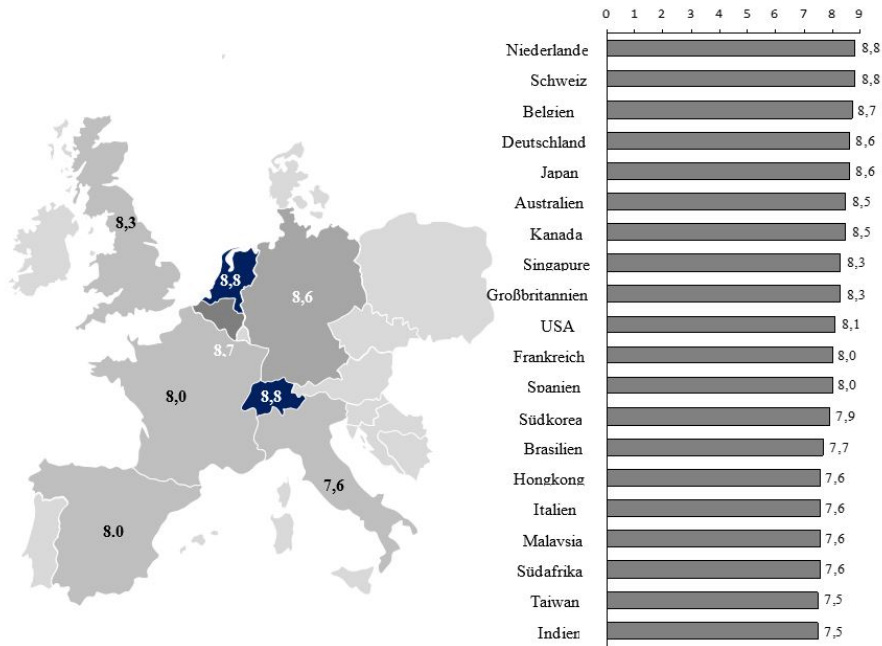 8,3
8,8
8,6
8,7
8,0
8,8
7,6
8.0
0 1 2 3 4 5 6 7 8 9
Niederlande 8,8
Schweiz 8,8
Belgien 8,7
Deutschland 8,6
Japan 8,6
Australien 8,5
Kanada 8,5
Singapure 8,3
Großbritannien 8,3
USA 8,1
Frankreich 8,0
Spanien 8,0
Südkorea 7,9
Brasilien 7,7
Hongkong 7,6
Italien 7,6
Malaysia 7,6
Südafrika 7,6
Taiwan 7,5
Indien 7,5